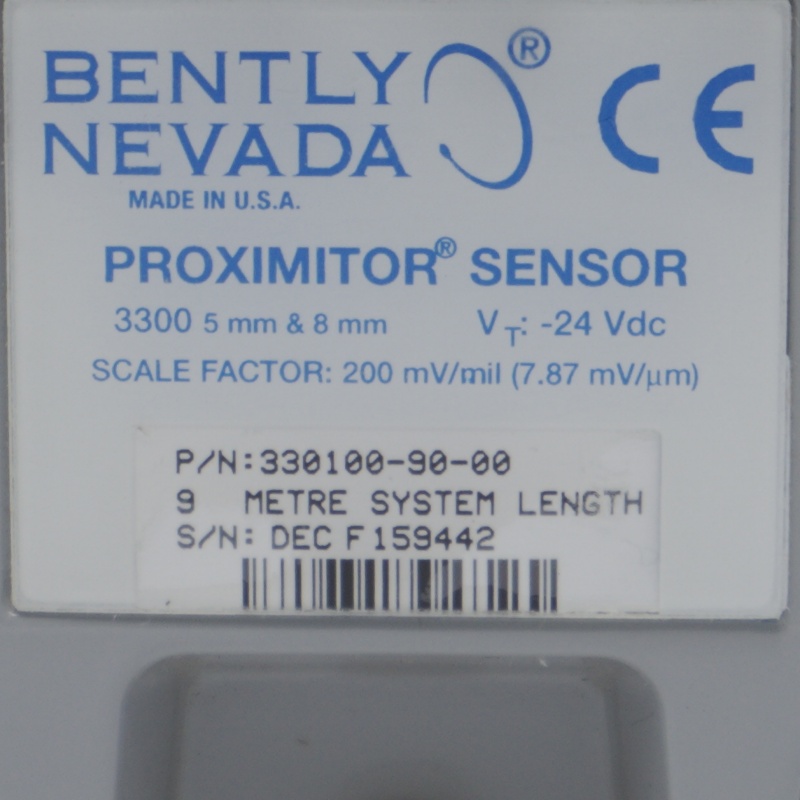 BENTLY
NEVADA ®
CE
MADE IN U.S.A.
PROXIMITOR® SENSOR
3300 5 mm & 8 mm VT: -24 Vdc
SCALE FACTOR: 200 mV/mil (7.87 mV/µm)
P/N:330100-90-00
9 METRE SYSTEM LENGTH
S/N: DEC F159442